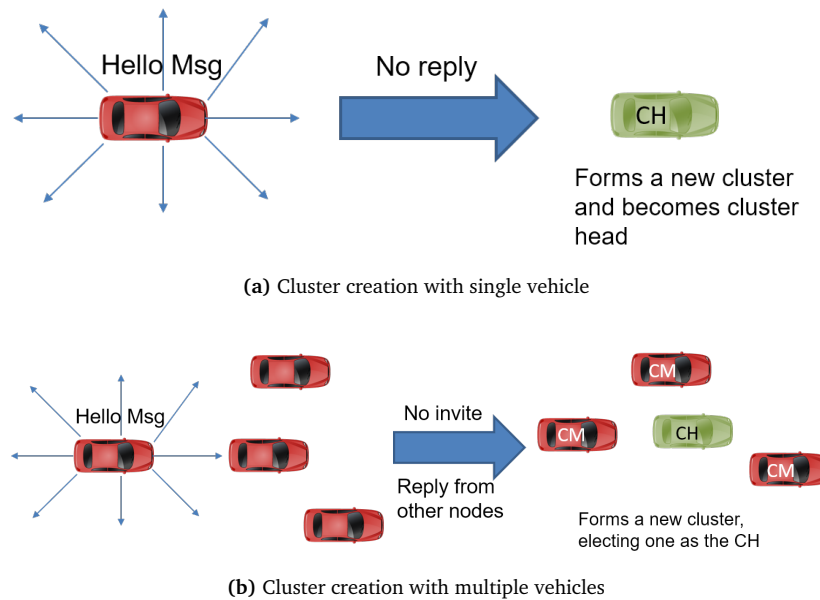 Hello Msg
No reply
CH
Forms a new cluster
and becomes cluster
head
(a) Cluster creation with single vehicle
Hello Msg
No invite
Reply from
other nodes
CM
CM
CH
CM
Forms a new cluster,
electing one as the CH
(b) Cluster creation with multiple vehicles